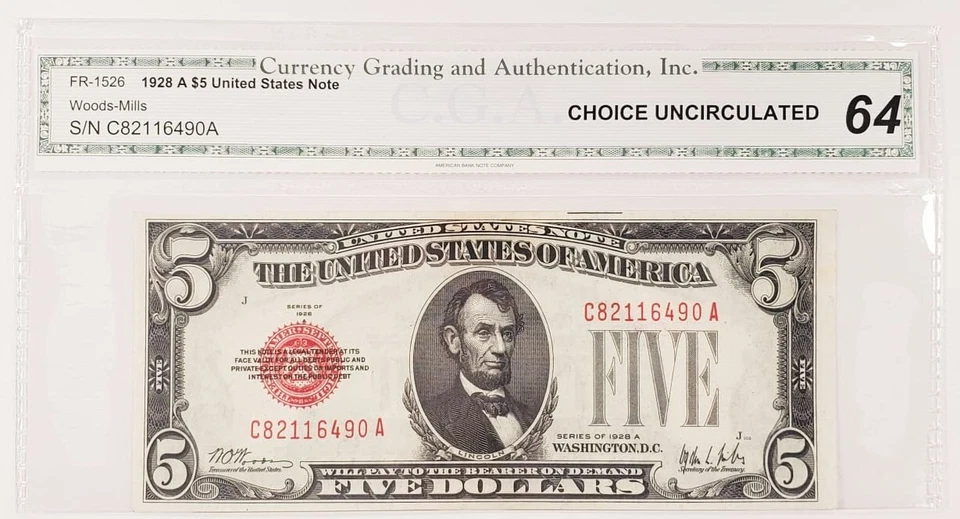 Currency Grading and Authentication, Inc.
FR-1526 1928 A $5 United States Note
Woods-Mills
S/N C82116490A
C.G.A.
CHOICE UNCIRCULATED 64
AMERICAN BANK NOTE COMPANY
5 UNITED STATES NOTE 5
THE UNITED STATES OF AMERICA
J
SERIES OF
1928
C82116490 A
THIS NOTE IS A LEGAL TENDER AT ITS
FACE VALUE FOR ALL DEBTS PUBLIC AND
PRIVATE EXCEPT DUTIES ON IMPORTS AND
INTEREST ON THE PUBLIC DEBT
FIVE
FIVE
FIVE
C82116490 A
SERIES OF 1928 A
J
WASHINGTON, D.C.
LINCOLN
Treasurer of the United States.
Secretary of the Treasury.
5 WILL PAY TO THE BEARER ON DEMAND 5
FIVE DOLLARS